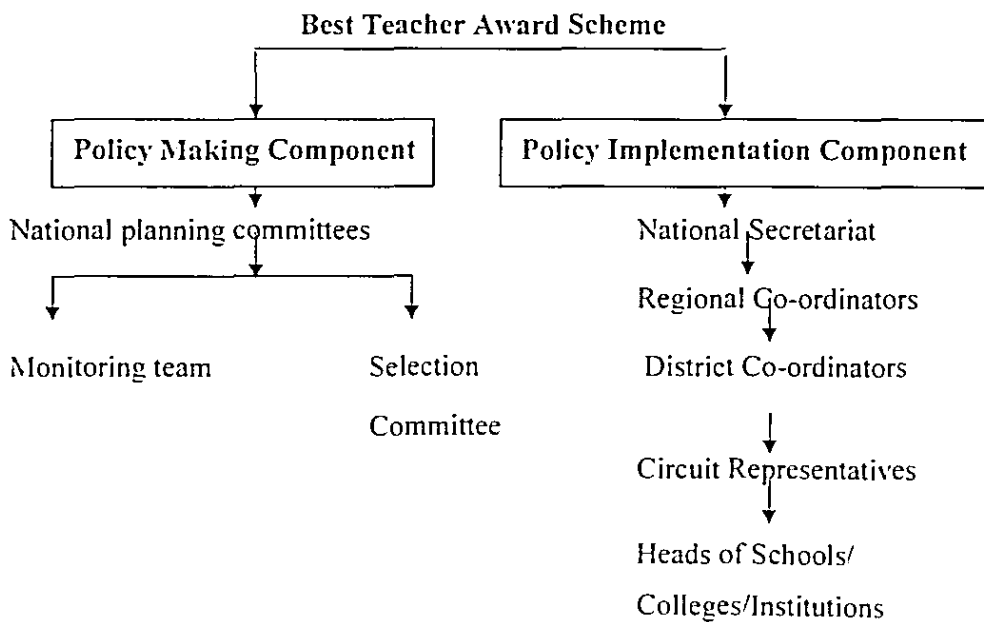 Best Teacher Award Scheme
Policy Making Component
Policy Implementation Component
National planning committees
National Secretariat
Regional Co-ordinators
Monitoring team
Selection
Committee
District Co-ordinators
Circuit Representatives
Heads of Schools/
Colleges/Institutions